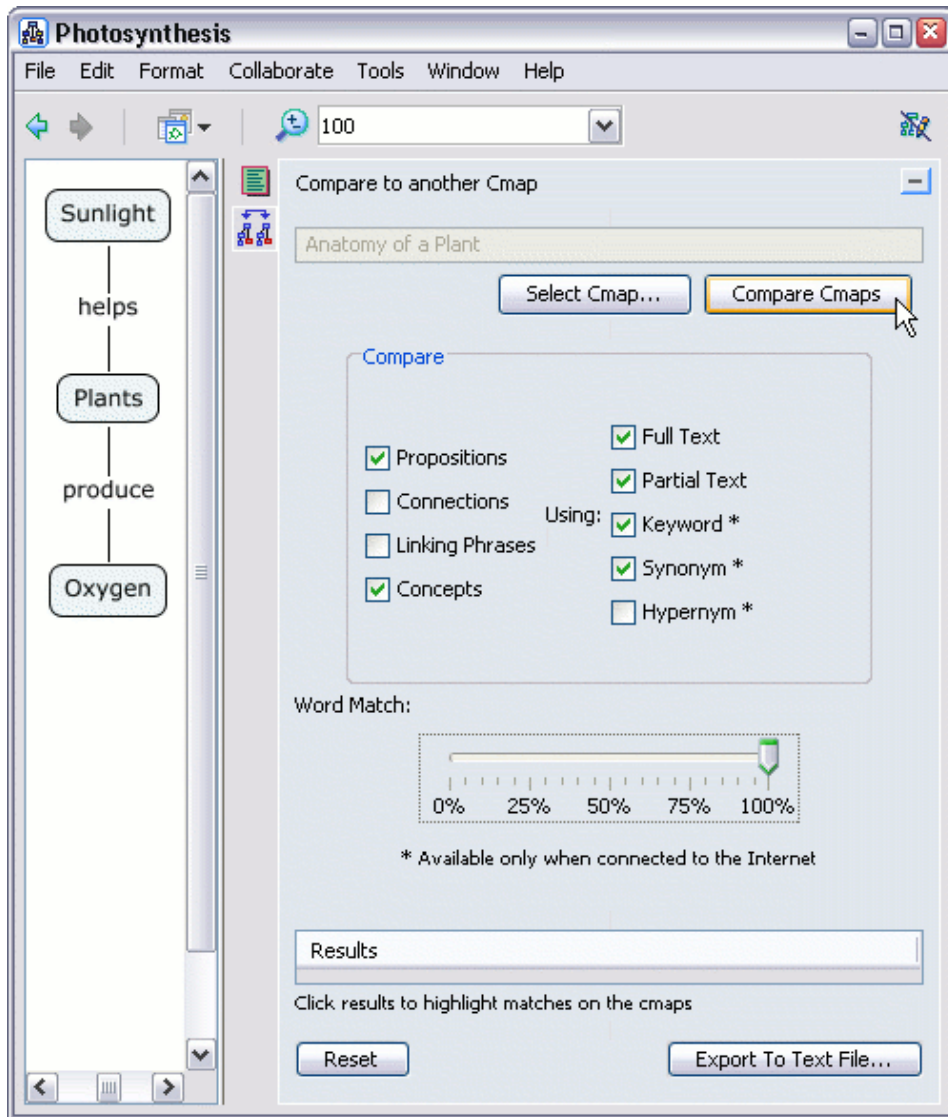 Photosynthesis
File Edit Format Collaborate Tools Window Help
100
Sunlight
helps
Plants
produce
Oxygen
Compare to another Cmap
Anatomy of a Plant
Select Cmap... Compare Cmaps
Compare
Propositions
Connections
Linking Phrases
Concepts
Using:
Full Text
Partial Text
Keyword *
Synonym *
Hypernym *
Word Match:
0% 25% 50% 75% 100%
* Available only when connected to the Internet
Results
Click results to highlight matches on the cmaps
Reset Export To Text File...